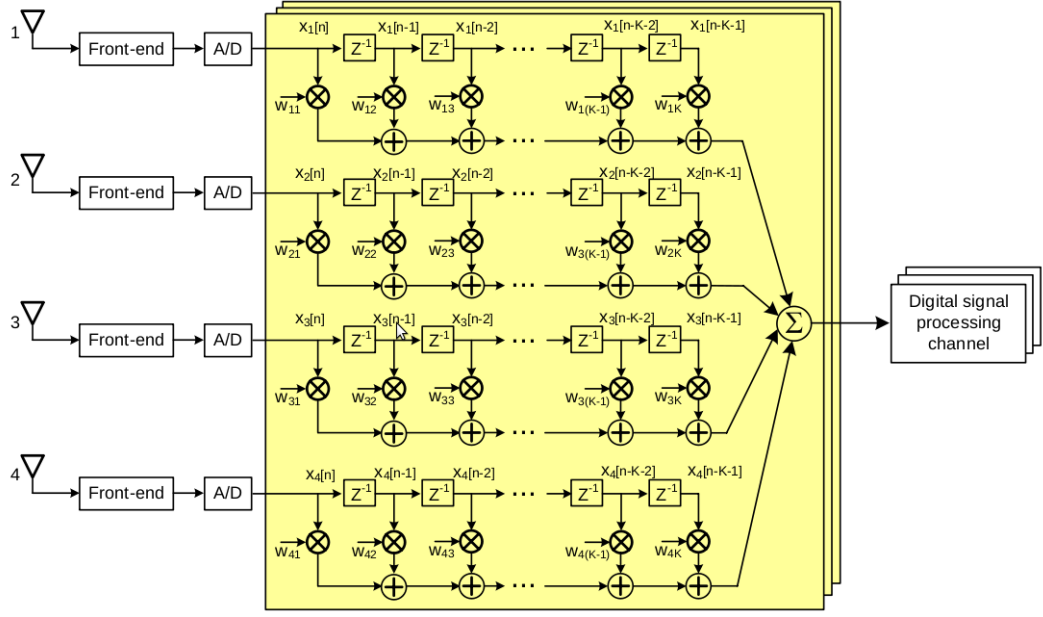 1
Front-end
A/D
x1[n]
Z-1
x1[n-1]
Z-1
x1[n-2]
...
Z-1
x1[n-K-2]
Z-1
x1[n-K-1]
w11
w12
w13
w1(K-1)
w1K
...
2
Front-end
A/D
x2[n]
Z-1
x2[n-1]
Z-1
x2[n-2]
...
Z-1
x2[n-K-2]
Z-1
x2[n-K-1]
w21
w22
w23
w3(K-1)
w2K
...
Σ
Digital signal
processing
channel
3
Front-end
A/D
x3[n]
Z-1
x3[n-1]
Z-1
x3[n-2]
...
Z-1
x3[n-K-2]
Z-1
x3[n-K-1]
w31
w32
w33
w3(K-1)
w3K
...
4
Front-end
A/D
x4[n]
Z-1
x4[n-1]
Z-1
x4[n-2]
...
Z-1
x4[n-K-2]
Z-1
x4[n-K-1]
w41
w42
w43
w4(K-1)
w4K
...